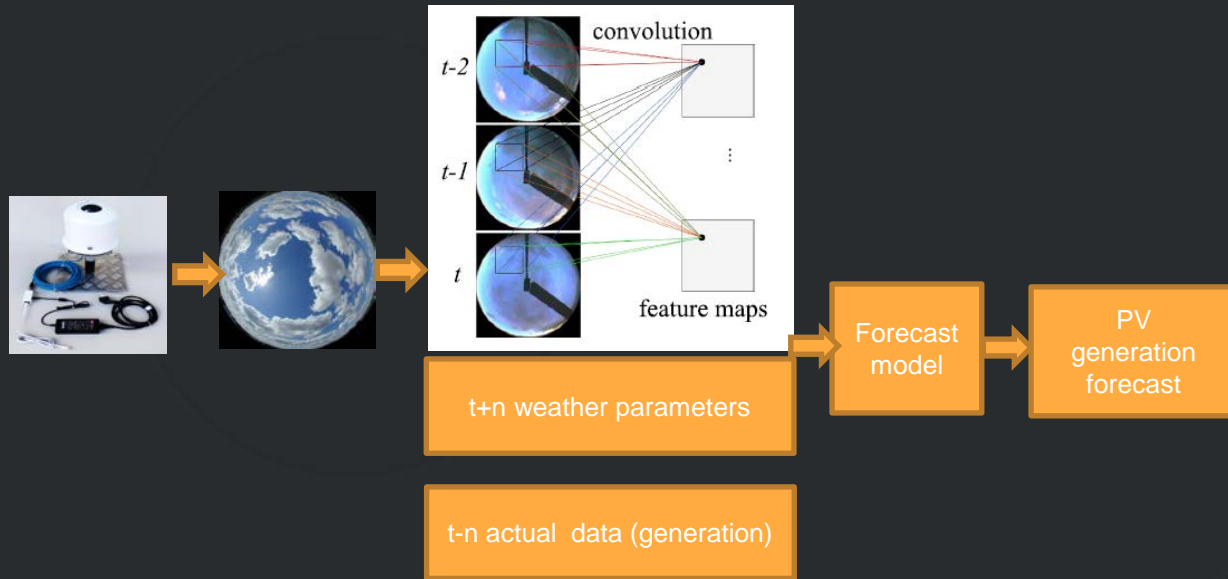 convolution
t-2
t-1
⋮
t
feature maps
t+n weather parameters
t-n actual  data (generation)
Forecast
model
PV
generation
forecast